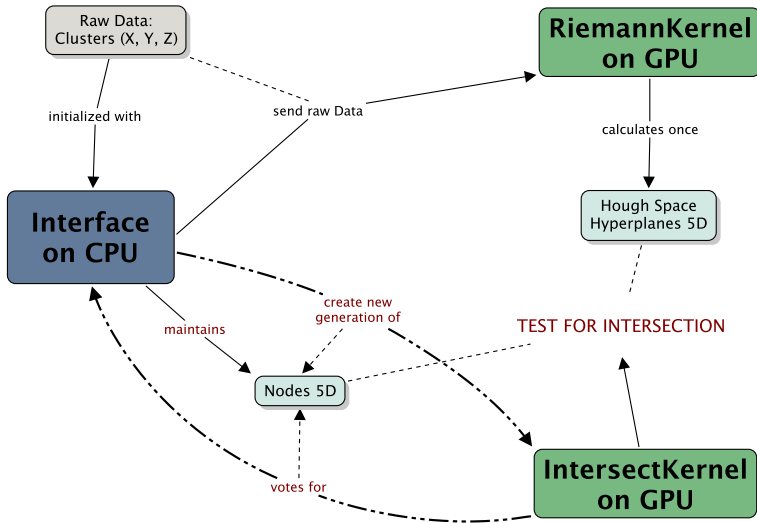 Raw Data:
Clusters (X, Y, Z)
RiemannKernel
on GPU
send raw Data
initialized with
calculates once
Interface
on CPU
Hough Space
Hyperplanes 5D
create new
generation of
maintains
TEST FOR INTERSECTION
Nodes 5D
IntersectKernel
on GPU
votes for